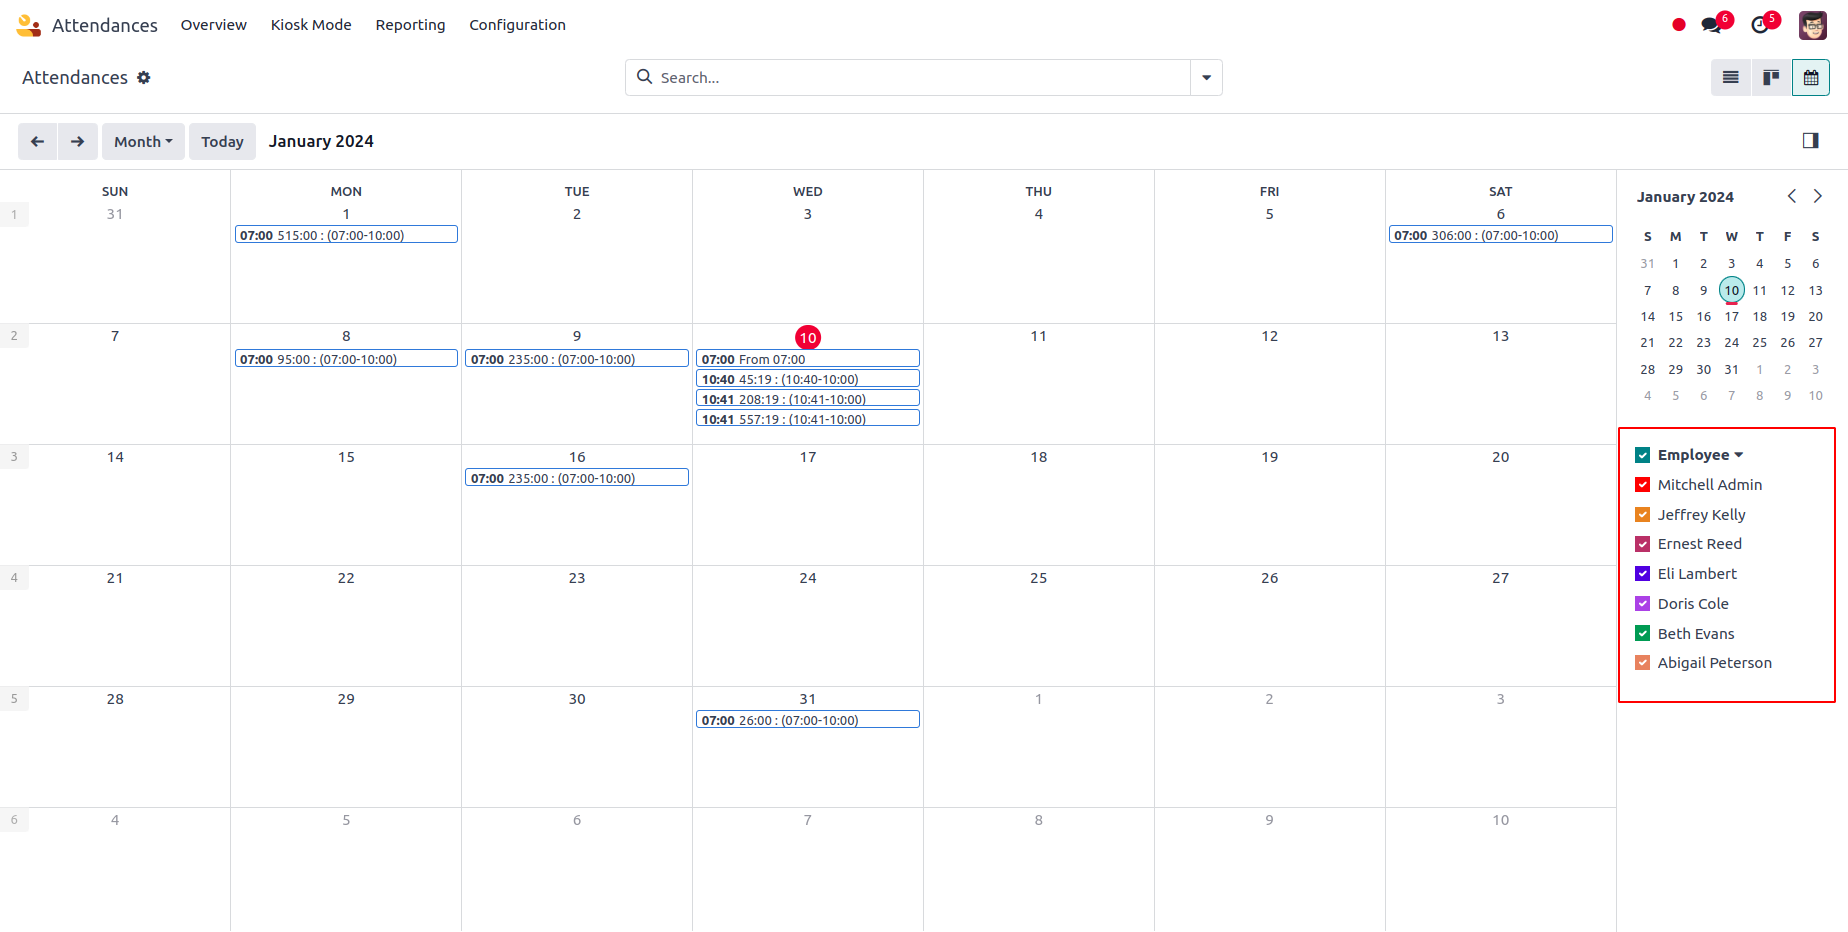 Attendances Overview Kiosk Mode Reporting Configuration 6 5
Attendances Search...
Month Today January 2024
SUN MON TUE WED THU FRI SAT
1 31 1 2 3 4 5 6
07:00 515:00 : (07:00-10:00) 07:00 306:00 : (07:00-10:00)
2 7 8 9 10 11 12 13
07:00 95:00 : (07:00-10:00) 07:00 235:00 : (07:00-10:00) 07:00 From 07:00
10:40 45:19 : (10:40-10:00)
10:41 208:19 : (10:41-10:00)
10:41 557:19 : (10:41-10:00)
3 14 15 16 17 18 19 20
07:00 235:00 : (07:00-10:00)
4 21 22 23 24 25 26 27
5 28 29 30 31 1 2 3
07:00 26:00 : (07:00-10:00)
6 4 5 6 7 8 9 10
January 2024
S M T W T F S
31 1 2 3 4 5 6
7 8 9 10 11 12 13
14 15 16 17 18 19 20
21 22 23 24 25 26 27
28 29 30 31 1 2 3
4 5 6 7 8 9 10
Employee
Mitchell Admin
Jeffrey Kelly
Ernest Reed
Eli Lambert
Doris Cole
Beth Evans
Abigail Peterson